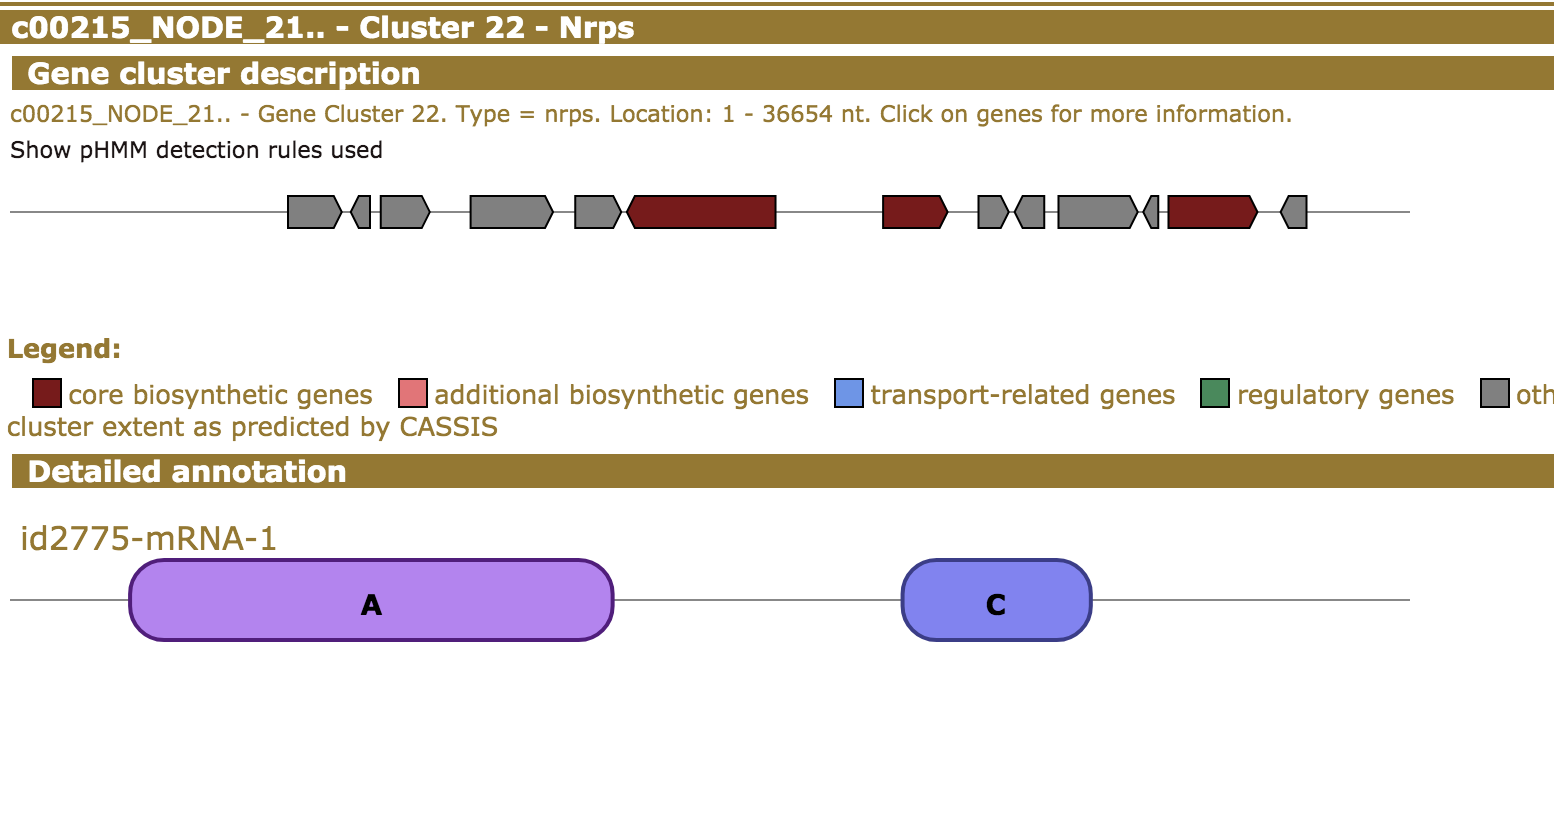 c00215_NODE_21.. - Cluster 22 - Nrps
Gene cluster description
c00215_NODE_21.. - Gene Cluster 22. Type = nrps. Location: 1 - 36654 nt. Click on genes for more information.
Show pHMM detection rules used
Legend:
core biosynthetic genes additional biosynthetic genes transport-related genes regulatory genes oth
cluster extent as predicted by CASSIS
Detailed annotation
id2775-mRNA-1
A C